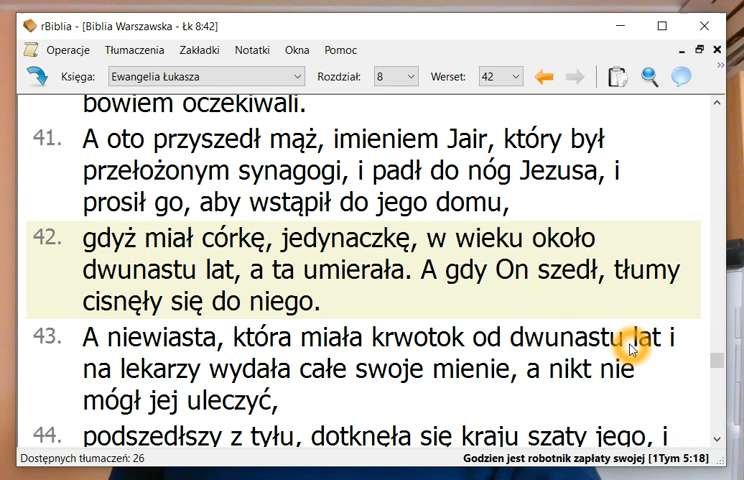 rBiblia - [Biblia Warszawska - Łk 8:42]
Operacje Tłumaczenia Zakładki Notatki Okna Pomoc
Księga: Ewangelia Łukasza Rozdział: 8 Werset: 42
bowiem oczekiwali.
41. A oto przyszedł mąż, imieniem Jair, który był
przełożonym synagogi, i padł do nóg Jezusa, i
prosił go, aby wstąpił do jego domu,
42. gdyż miał córkę, jedynaczkę, w wieku około
dwunastu lat, a ta umierała. A gdy On szedł, tłumy
cisnęły się do niego.
43. A niewiasta, która miała krwotok od dwunastu lat i
na lekarzy wydała całe swoje mienie, a nikt nie
mógł jej uleczyć,
44. podszedłszy z tyłu, dotknęła się kraju szaty jego, i
Dostępnych tłumaczeń: 26 Godzien jest robotnik zapłaty swojej [1Tym 5:18]